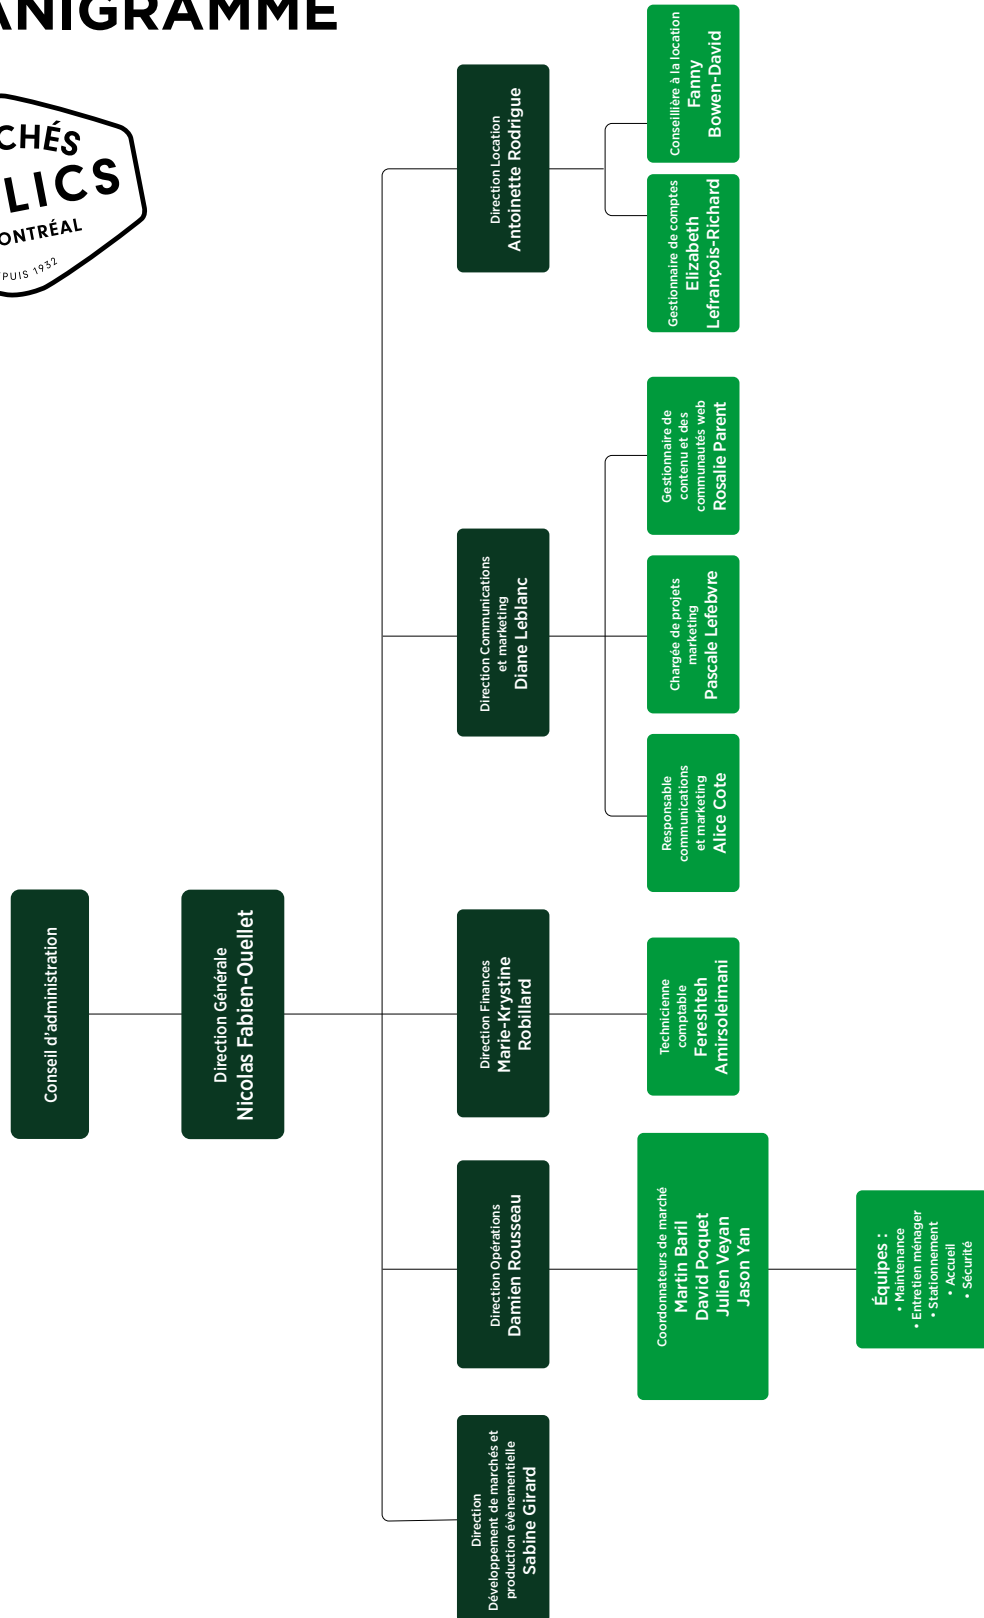 ANIGRAMME
CHÉS
LICS
ONTRÉAL
PUIS 1932
Conseil d'administration
Direction Générale
Nicolas Fabien-Ouellet
Direction
Développement de marchés et
production évènementielle
Sabine Girard
Direction Opérations
Damien Rousseau
Coordonnateurs de marché
Martin Baril
David Poquet
Julien Veyan
Jason Yan
Équipes :
• Maintenance
• Entretien ménager
• Stationnement
• Accueil
• Sécurité
Direction Finances
Marie-Krystine
Robillard
Technicienne
comptable
Fereshteh
Amirsoleimani
Direction Communications
et marketing
Diane Leblanc
Responsable
communications
et marketing
Alice Cote
Chargée de projets
marketing
Pascale Lefebvre
Gestionnaire de
contenu et des
communautés web
Rosalie Parent
Direction Location
Antoinette Rodrigue
Gestionnaire de comptes
Elizabeth
Lefrançois-Richard
Conseillière à la location
Fanny
Bowen-David